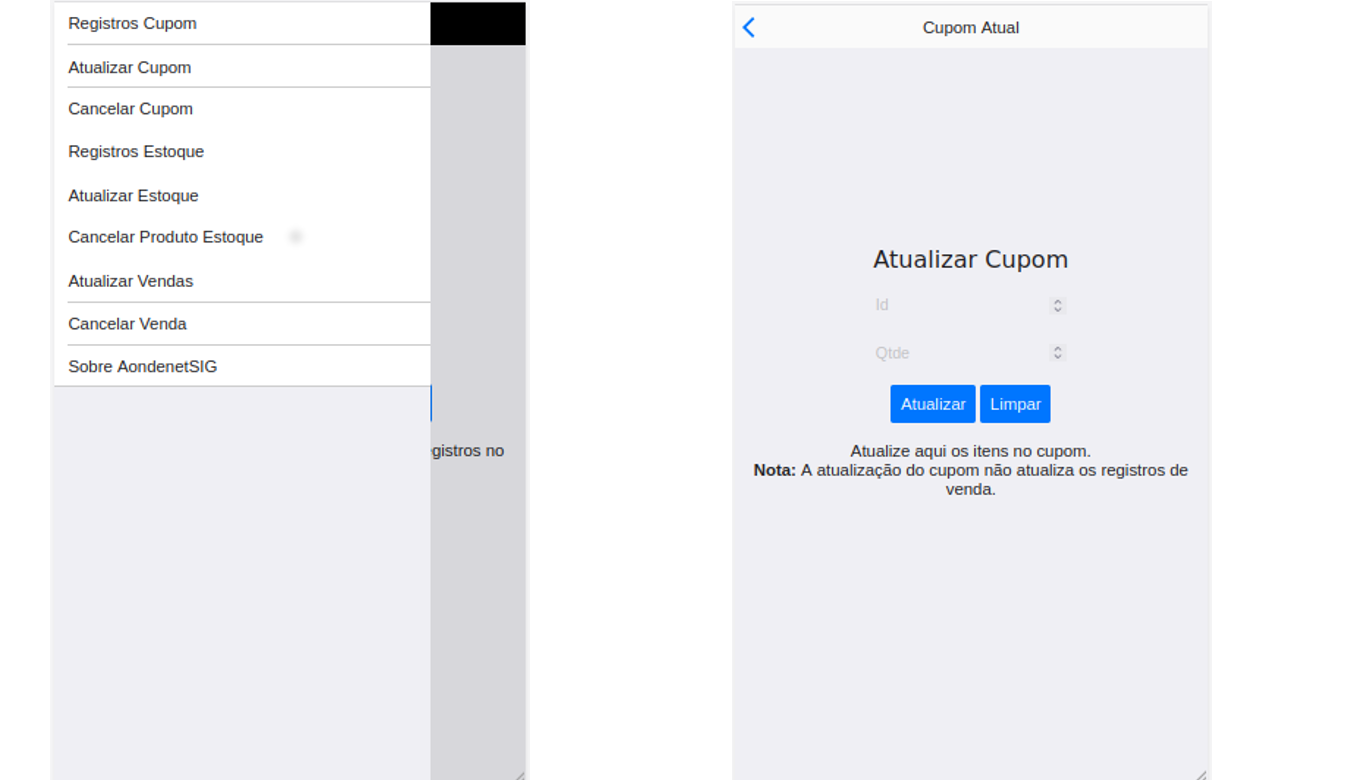 Registros Cupom
Atualizar Cupom
Cancelar Cupom
Registros Estoque
Atualizar Estoque
Cancelar Produto Estoque
Atualizar Vendas
Cancelar Venda
Sobre AondenetSIG
gistros no
Cupom Atual
Atualizar Cupom
Id
Qtde
Atualizar Limpar
Atualize aqui os itens no cupom.
Nota: A atualização do cupom não atualiza os registros de
venda.